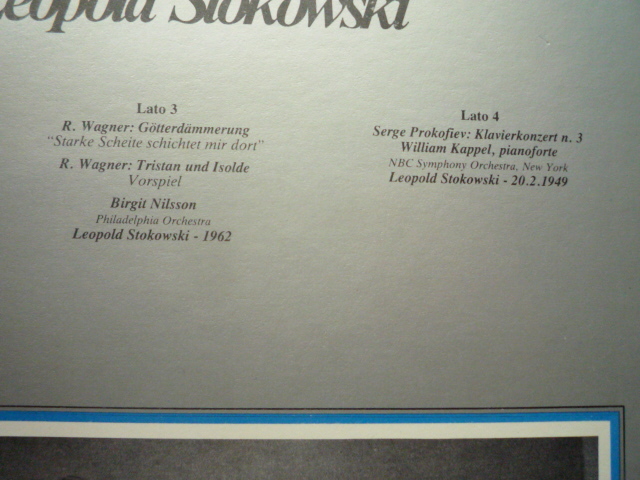 Leopold Stokowski
Lato 3
R. Wagner: Götterdämmerung
"Starke Scheite schichtet mir dort"
R. Wagner: Tristan und Isolde
Vorspiel
Birgit Nilsson
Philadelphia Orchestra
Leopold Stokowski - 1962
Lato 4
Serge Prokofiev: Klavierkonzert n. 3
William Kappel, pianoforte
NBC Symphony Orchestra, New York
Leopold Stokowski - 20.2.1949